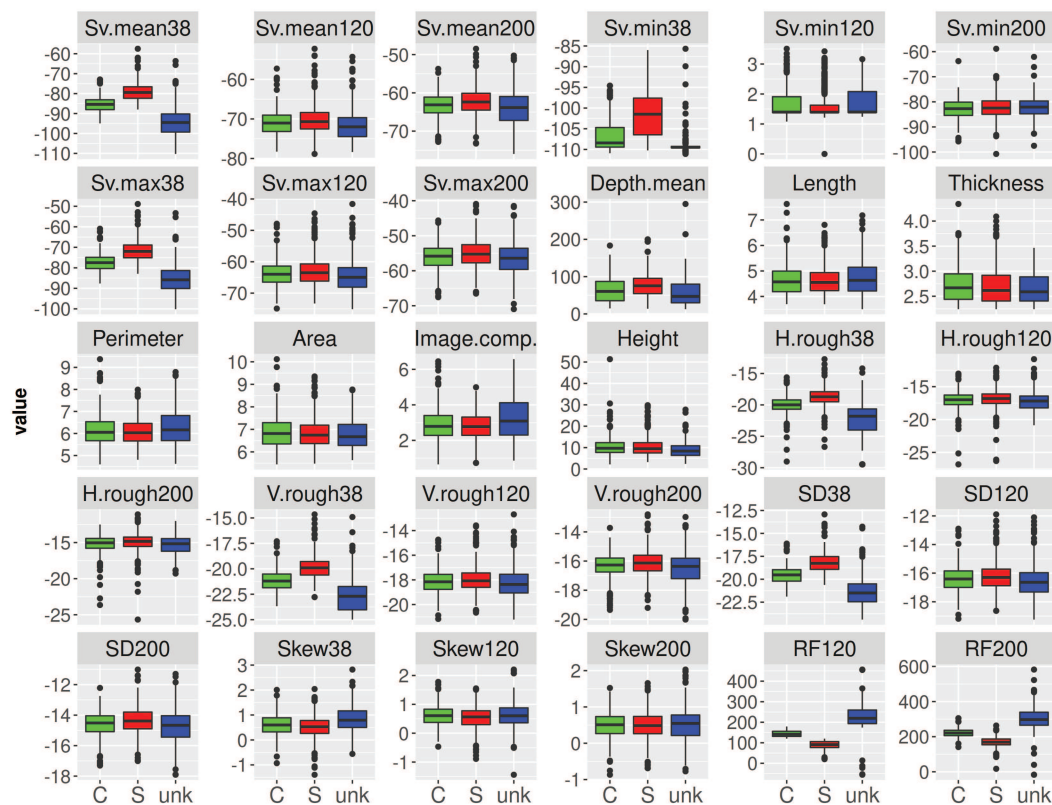 Sv.mean38 Sv.mean120 Sv.mean200 Sv.min38 Sv.min120 Sv.min200
-60 -70 -80 -90 -100 -110
-60 -70 -80
-50 -60 -70
-85 -90 -95 -100 -105 -110
3 2 1 0
-60 -70 -80 -90 -100
Sv.max38 Sv.max120 Sv.max200 Depth.mean Length Thickness
-50 -60 -70 -80 -90 -100
-40 -50 -60 -70
-40 -50 -60 -70
300 200 100 0
7 6 5 4
4.0 3.5 3.0 2.5
value
Perimeter Area Image.comp. Height H.rough38 H.rough120
9 8 7 6 5
10 9 8 7 6
6 4 2
50 40 30 20 10 0
-15 -20 -25 -30
-15 -20 -25
H.rough200 V.rough38 V.rough120 V.rough200 SD38 SD120
-15 -20 -25
-15.0 -17.5 -20.0 -22.5 -25.0
-14 -16 -18 -20
-14 -16 -18 -20
-12.5 -15.0 -17.5 -20.0 -22.5
-12 -14 -16 -18
SD200 Skew38 Skew120 Skew200 RF120 RF200
-12 -14 -16 -18
3 2 1 0 -1
2 1 0 -1
2 1 0 -1
400 300 200 100 0
600 400 200 0
C S unk C S unk C S unk C S unk C S unk C S unk